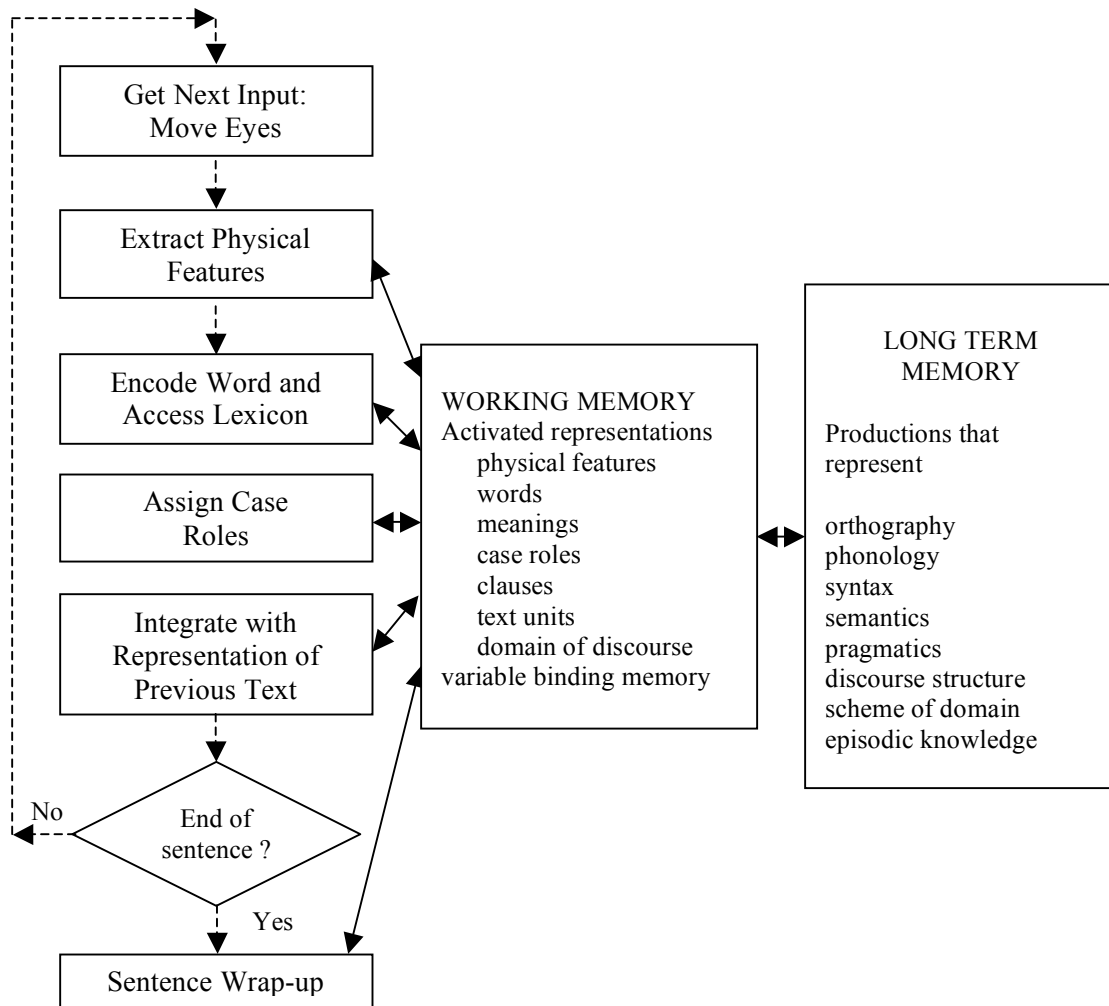 Get Next Input:
Move Eyes
Extract Physical
Features
Encode Word and
Access Lexicon
Assign Case
Roles
Integrate with
Representation of
Previous Text
No
End of
sentence ?
Yes
Sentence Wrap-up
WORKING MEMORY
Activated representations
physical features
words
meanings
case roles
clauses
text units
domain of discourse
variable binding memory
LONG TERM
MEMORY
Productions that
represent
orthography
phonology
syntax
semantics
pragmatics
discourse structure
scheme of domain
episodic knowledge